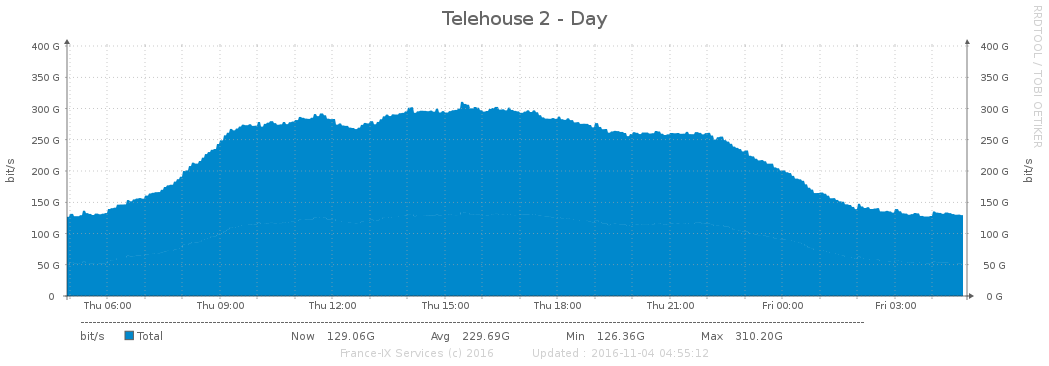 Telehouse 2 - Day
RRDTOOL / TOBI OETIKER
bit/s
400 G 400 G
350 G 350 G
300 G 300 G
250 G 250 G
200 G 200 G
150 G 150 G
100 G 100 G
50 G 50 G
0 0 G
bit/s
Thu 06:00 Thu 09:00 Thu 12:00 Thu 15:00 Thu 18:00 Thu 21:00 Fri 00:00 Fri 03:00
bit/s Total Now 129.06G Avg 229.69G Min 126.36G Max 310.20G
France-IX Services (c) 2016 Updated : 2016-11-04 04:55:12